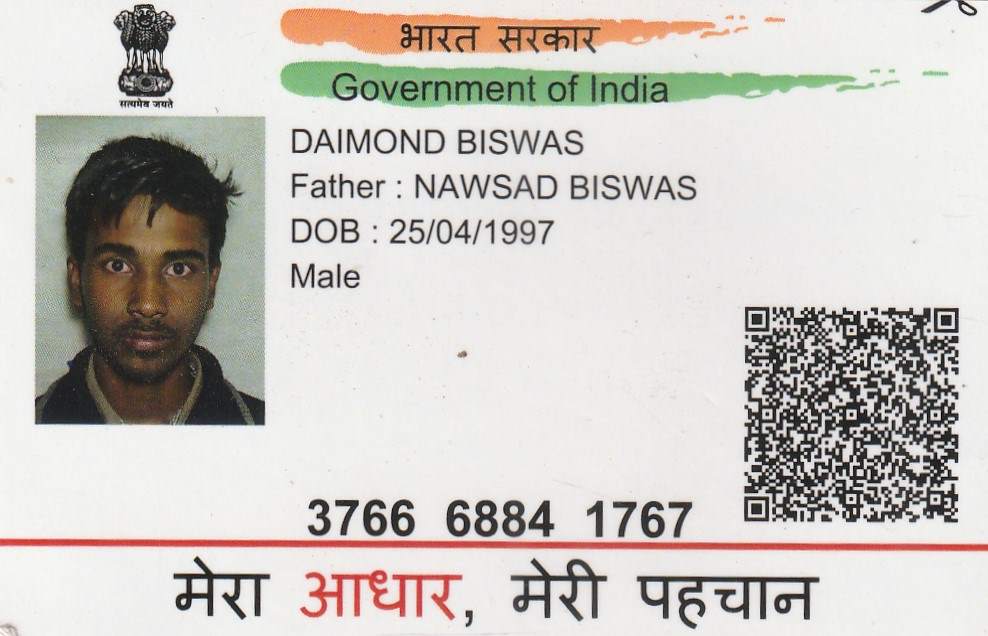 भारत सरकार
Government of India
सत्यमेव जयते
DAIMOND BISWAS
Father : NAWSAD BISWAS
DOB : 25/04/1997
Male
3766 6884 1767
मेरा आधार, मेरी पहचान